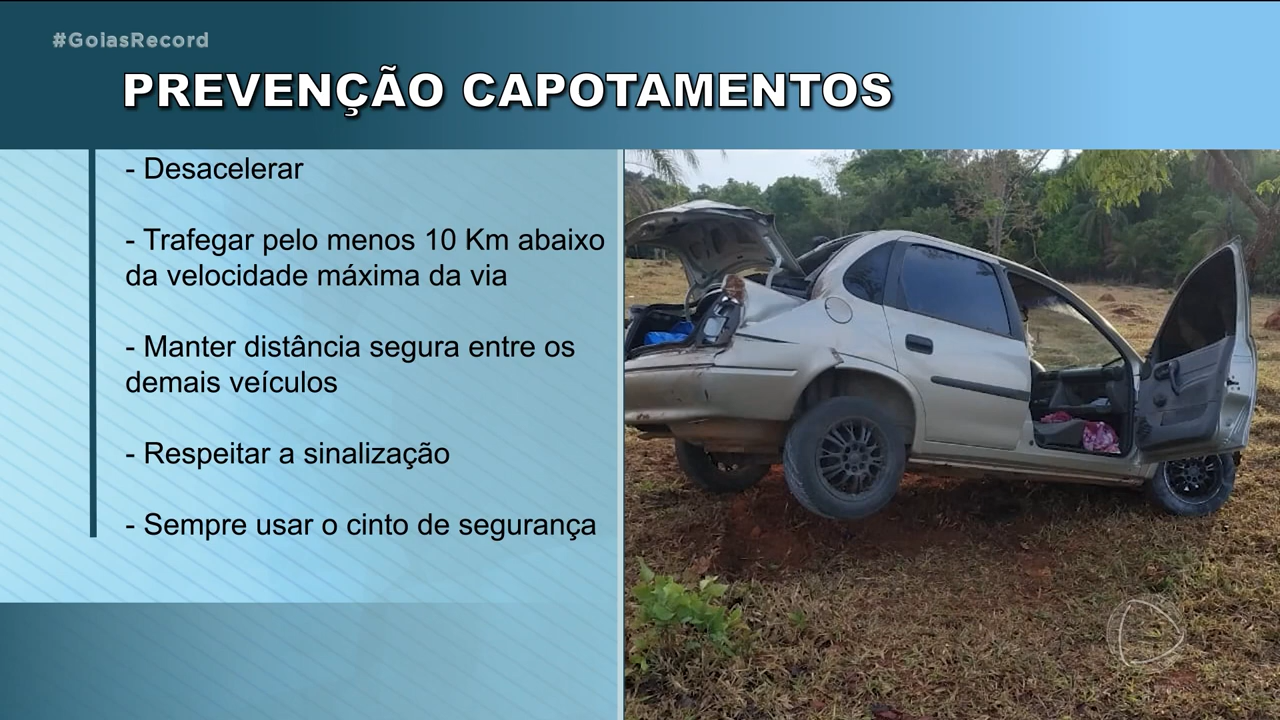 #GoiasRecord
PREVENÇÃO CAPOTAMENTOS
- Desacelerar
- Trafegar pelo menos 10 Km abaixo
da velocidade máxima da via
- Manter distância segura entre os
demais veículos
- Respeitar a sinalização
- Sempre usar o cinto de segurança